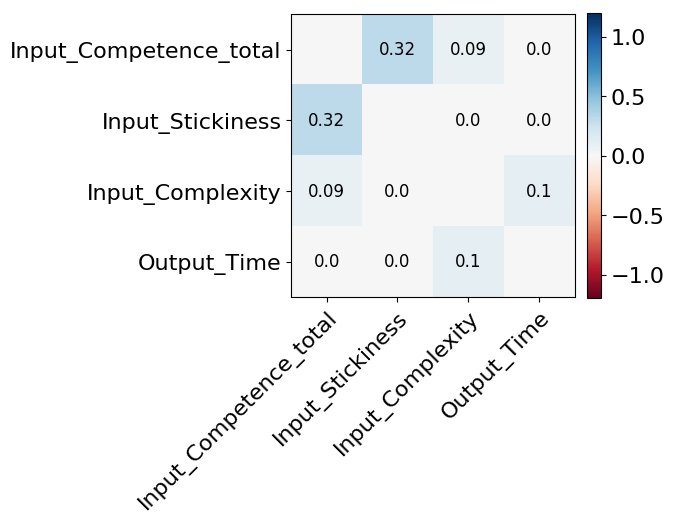 Input_Competence_total 0.32 0.09 0.0
Input_Stickiness 0.32 0.0 0.0
Input_Complexity 0.09 0.0 0.1
Output_Time 0.0 0.0 0.1
Input_Competence_total Input_Stickiness Input_Complexity Output_Time
1.0
0.5
0.0
−0.5
−1.0